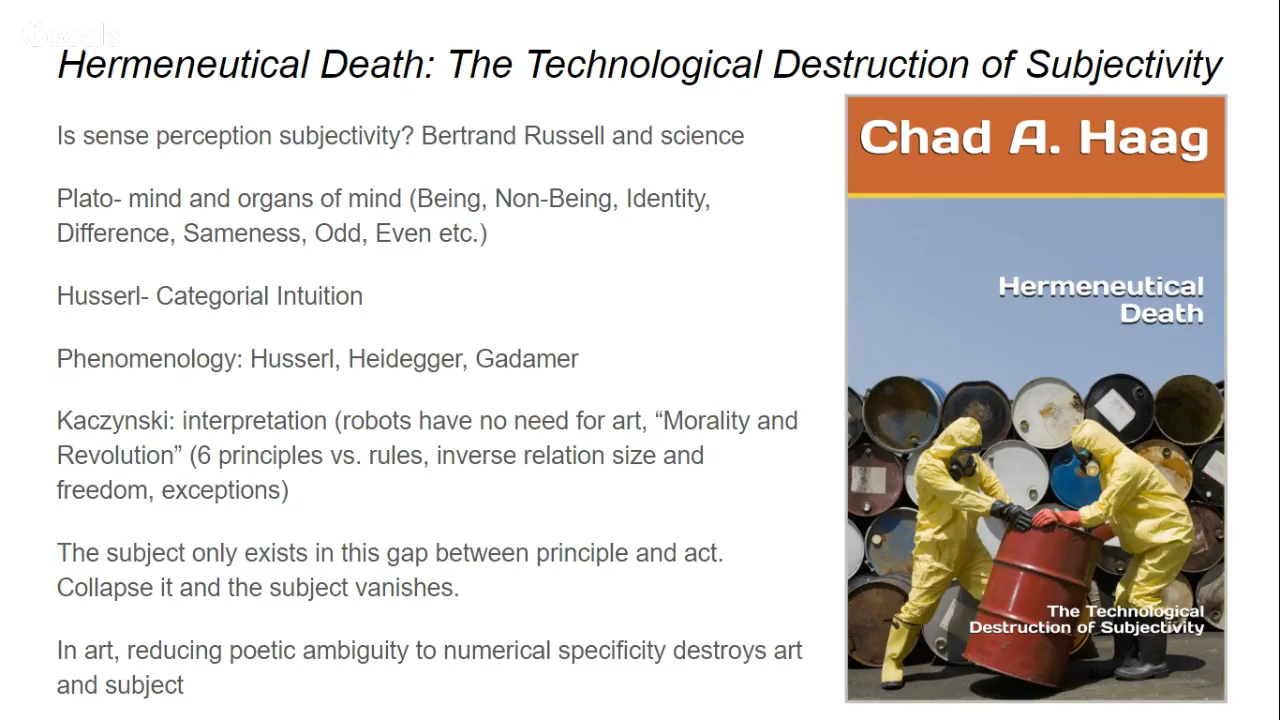 Google
Hermeneutical Death: The Technological Destruction of Subjectivity
Is sense perception subjectivity? Bertrand Russell and science
Plato- mind and organs of mind (Being, Non-Being, Identity,
Difference, Sameness, Odd, Even etc.)
Husserl- Categorial Intuition
Phenomenology: Husserl, Heidegger, Gadamer
Kaczynski: interpretation (robots have no need for art, “Morality and
Revolution” (6 principles vs. rules, inverse relation size and
freedom, exceptions)
The subject only exists in this gap between principle and act.
Collapse it and the subject vanishes.
In art, reducing poetic ambiguity to numerical specificity destroys art
and subject
Chad A. Haag
Hermeneutical
Death
The Technological
Destruction of Subjectivity